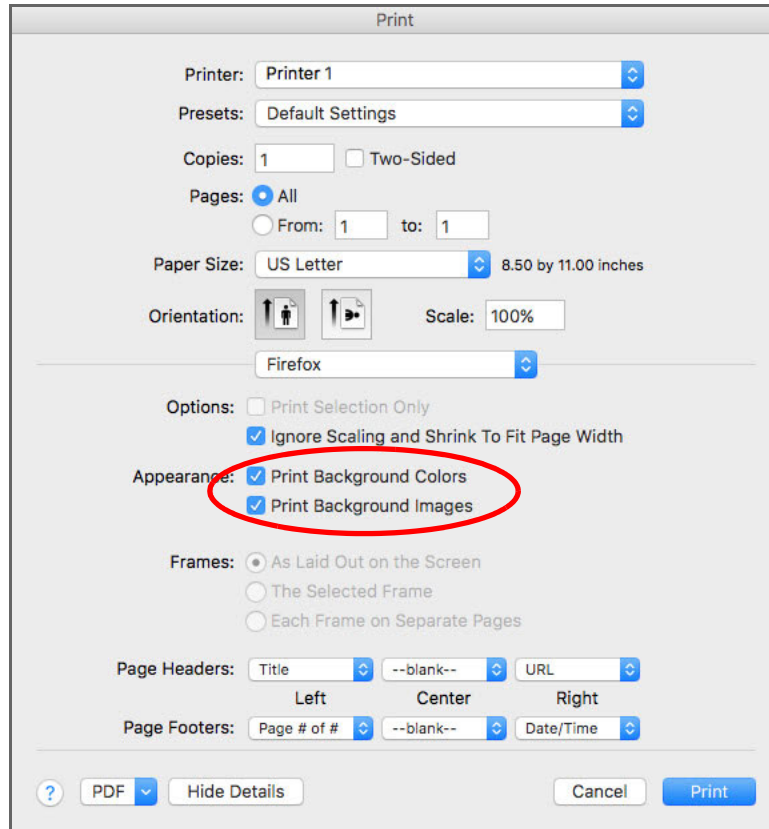 Print
Printer: Printer 1
Presets: Default Settings
Copies: 1 Two-Sided
Pages: All
From: 1 to: 1
Paper Size: US Letter 8.50 by 11.00 inches
Orientation: Scale: 100%
Firefox
Options: Print Selection Only
Ignore Scaling and Shrink To Fit Page Width
Appearance: Print Background Colors
Print Background Images
Frames: As Laid Out on the Screen
The Selected Frame
Each Frame on Separate Pages
Page Headers: Title --blank-- URL
Left Center Right
Page Footers: Page # of # --blank-- Date/Time
? PDF Hide Details Cancel Print